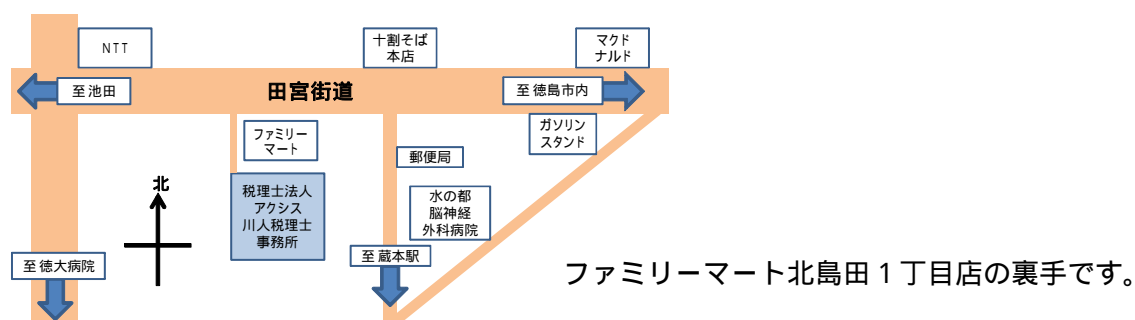 NTT
十割そば
本店
マクド
ナルド
至池田
田宮街道
至徳島市内
ファミリー
マート
ガソリン
スタンド
郵便局
北
税理士法人
アクシス
川人税理士
事務所
水の都
脳神経
外科病院
至徳大病院
至蔵本駅
ファミリーマート北島田1丁目店の裏手です。